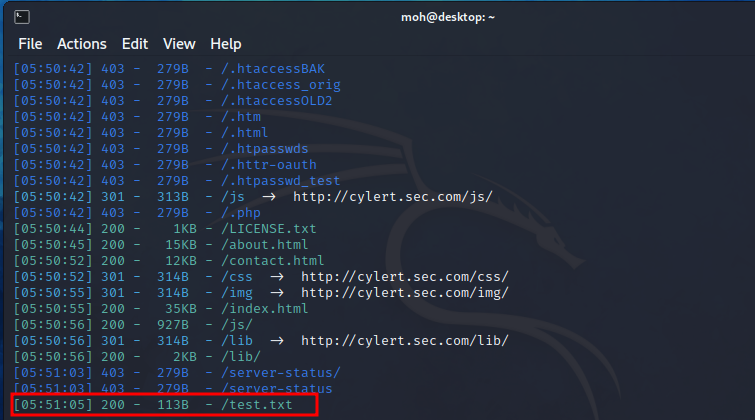 moh@desktop: ~
File Actions Edit View Help
[05:50:42] 403 - 279B - /.htaccessBAK
[05:50:42] 403 - 279B - /.htaccess_orig
[05:50:42] 403 - 279B - /.htaccessOLD2
[05:50:42] 403 - 279B - /.htm
[05:50:42] 403 - 279B - /.html
[05:50:42] 403 - 279B - /.htpasswds
[05:50:42] 403 - 279B - /.httr-oauth
[05:50:42] 403 - 279B - /.htpasswd_test
[05:50:42] 301 - 313B - /js → http://cylert.sec.com/js/
[05:50:42] 403 - 279B - /.php
[05:50:44] 200 - 1KB - /LICENSE.txt
[05:50:45] 200 - 15KB - /about.html
[05:50:52] 200 - 12KB - /contact.html
[05:50:52] 301 - 314B - /css → http://cylert.sec.com/css/
[05:50:55] 301 - 314B - /img → http://cylert.sec.com/img/
[05:50:55] 200 - 35KB - /index.html
[05:50:56] 200 - 927B - /js/
[05:50:56] 301 - 314B - /lib → http://cylert.sec.com/lib/
[05:50:56] 200 - 2KB - /lib/
[05:51:03] 403 - 279B - /server-status/
[05:51:03] 403 - 279B - /server-status
[05:51:05] 200 - 113B - /test.txt